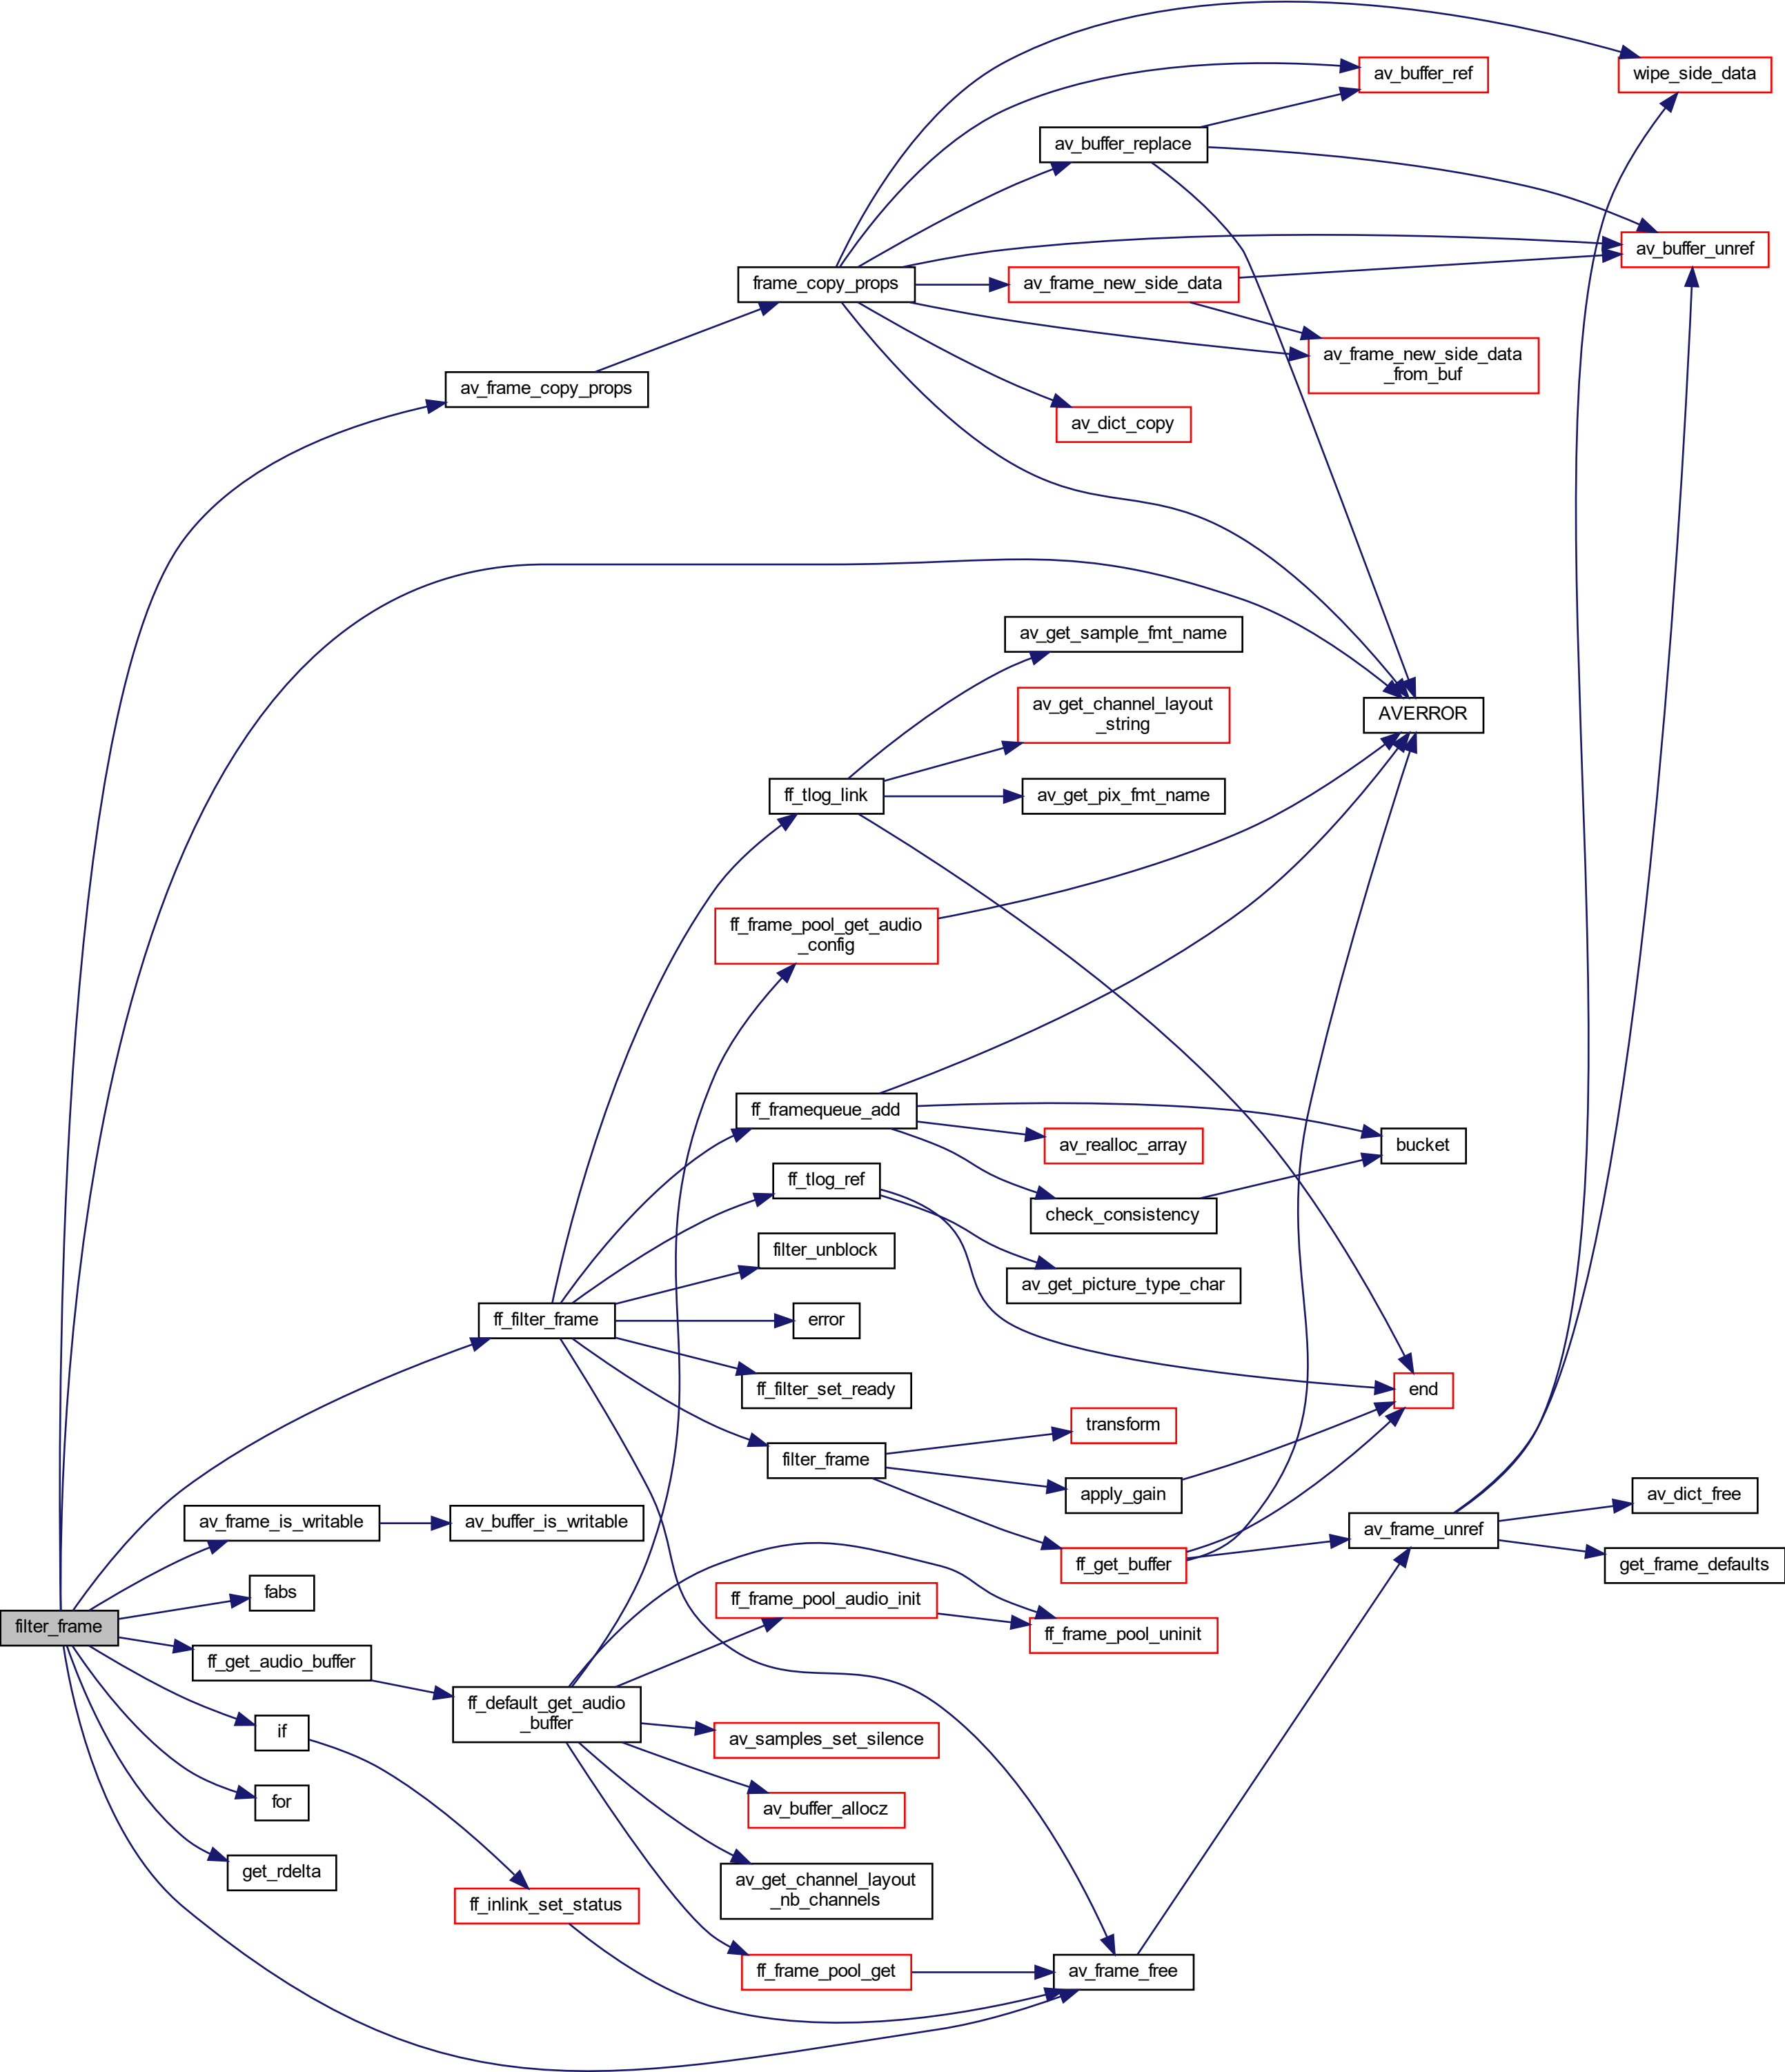 wipe_side_data
av_buffer_ref
av_buffer_replace
av_buffer_unref
frame_copy_props
av_frame_new_side_data
av_frame_new_side_data
_from_buf
av_frame_copy_props
av_dict_copy
av_get_sample_fmt_name
av_get_channel_layout
_string
AVERROR
ff_tlog_link
av_get_pix_fmt_name
ff_frame_pool_get_audio
_config
ff_framequeue_add
av_realloc_array
bucket
ff_tlog_ref
check_consistency
filter_unblock
av_get_picture_type_char
ff_filter_frame
error
ff_filter_set_ready
end
transform
filter_frame
apply_gain
av_dict_free
av_frame_is_writable
av_buffer_is_writable
av_frame_unref
ff_get_buffer
get_frame_defaults
fabs
ff_frame_pool_audio_init
filter_frame
ff_frame_pool_uninit
ff_get_audio_buffer
ff_default_get_audio
_buffer
if
av_samples_set_silence
for
av_buffer_allocz
get_rdelta
av_get_channel_layout
_nb_channels
ff_inlink_set_status
ff_frame_pool_get
av_frame_free